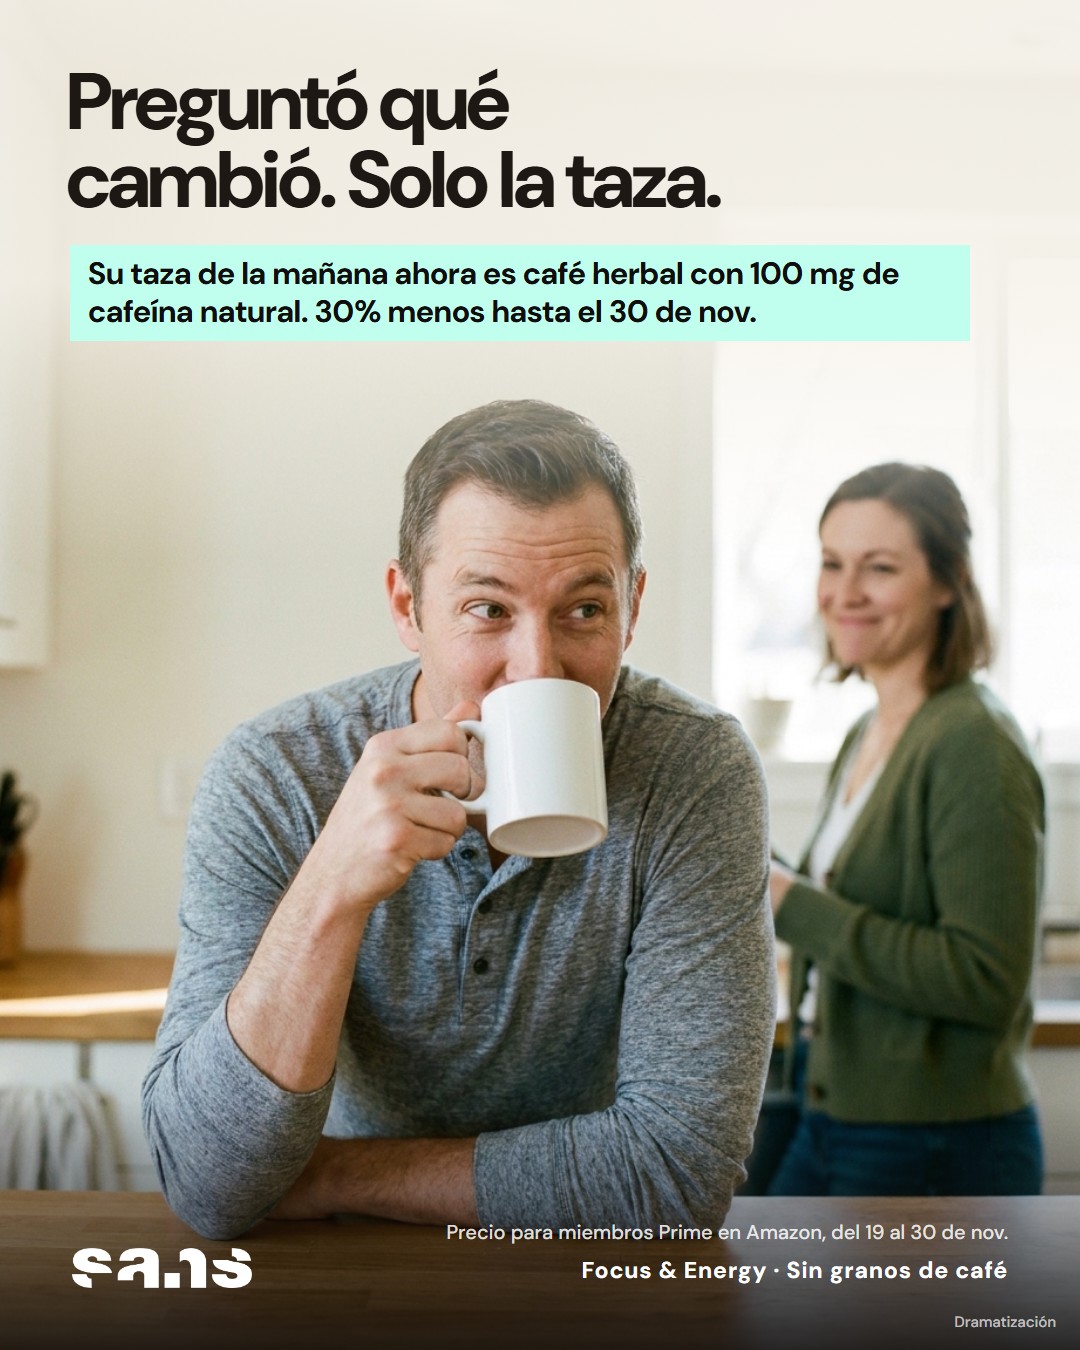 Preguntó qué
cambió. Solo la taza.
Su taza de la mañana ahora es café herbal con 100 mg de
cafeína natural. 30% menos hasta el 30 de nov.
Precio para miembros Prime en Amazon, del 19 al 30 de nov.
sans
Focus & Energy · Sin granos de café
Dramatización